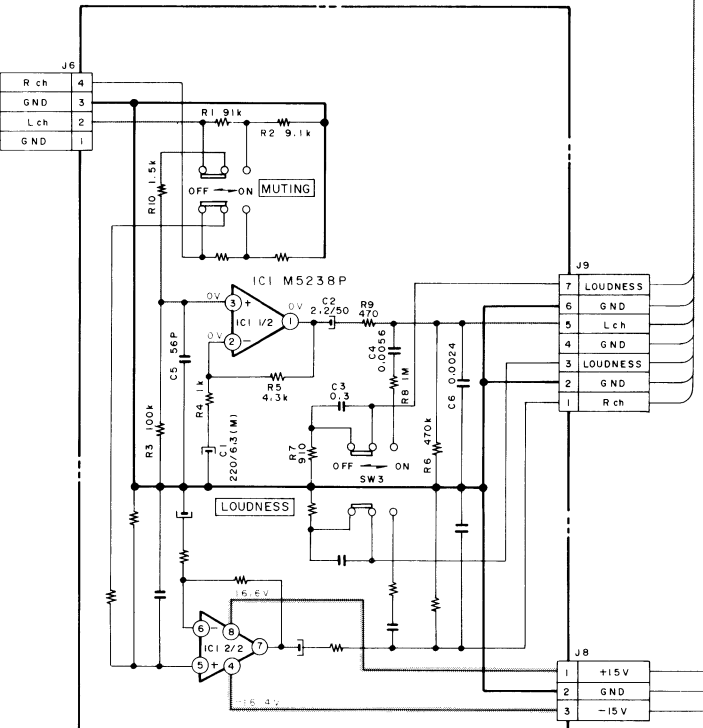 J6
R ch 4
GND 3
L ch 2
GND 1
R1 91k
R2 9.1k
R10 1.5k
OFF ON MUTING
IC1 M5238P
0V 3 + IC1 1/2 0V 1
0V 2 -
C2 2.2/50
R9 470
C5 56P
R4 1k
R5 4.3k
C4 0.0056
R8 1M
C6 0.0024
C3 0.3
R3 100k
C1 220/6.3(M)
R7 910
OFF ON
SW3
R6 470k
LOUDNESS
J9
7 LOUDNESS
6 GND
5 L ch
4 GND
3 LOUDNESS
2 GND
1 R ch
16.6V
6 - 8
IC1 2/2 7
5 + 4
-16.4V
J8
1 +15V
2 GND
3 -15V